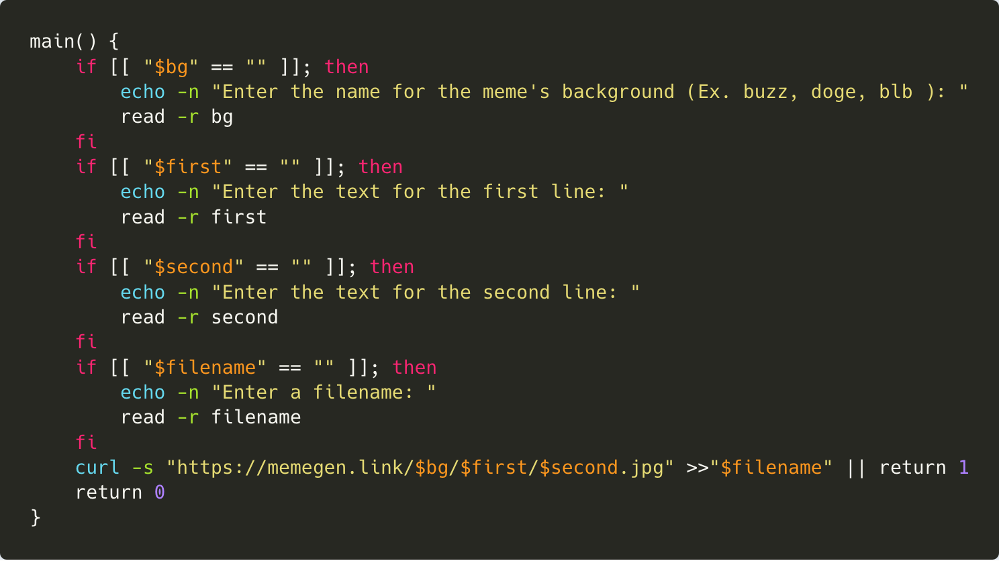 main() {
    if [[ "$bg" == "" ]]; then
        echo -n "Enter the name for the meme's background (Ex. buzz, doge, blb ): "
        read -r bg
    fi
    if [[ "$first" == "" ]]; then
        echo -n "Enter the text for the first line: "
        read -r first
    fi
    if [[ "$second" == "" ]]; then
        echo -n "Enter the text for the second line: "
        read -r second
    fi
    if [[ "$filename" == "" ]]; then
        echo -n "Enter a filename: "
        read -r filename
    fi
    curl -s "https://memegen.link/$bg/$first/$second.jpg" >>"$filename" || return 1
    return 0
}